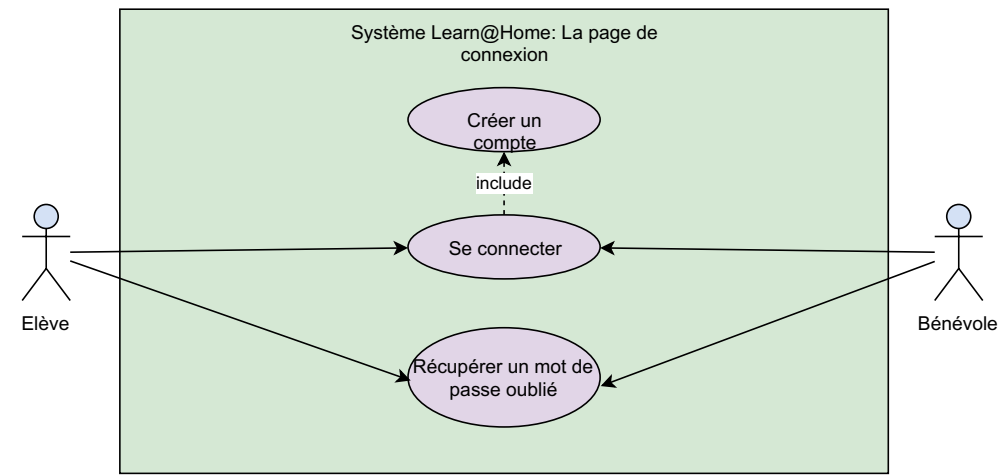 Système Learn@Home: La page de
connexion
Créer un
compte
include
Se connecter
Elève
Bénévole
Récupérer un mot de
passe oublié